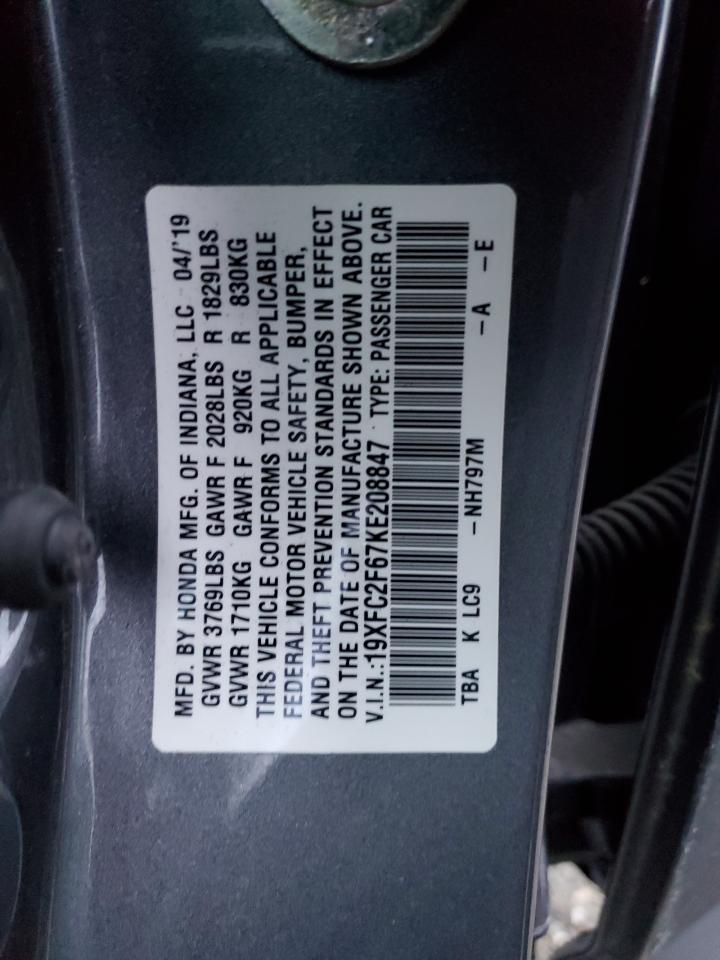 MFD. BY HONDA MFG. OF INDIANA, LLC 04/'19
GVWR 3769LBS GAWR F 2028LBS R 1829LBS
GVWR 1710KG GAWR F 920KG R 830KG
THIS VEHICLE CONFORMS TO ALL APPLICABLE
FEDERAL MOTOR VEHICLE SAFETY, BUMPER,
AND THEFT PREVENTION STANDARDS IN EFFECT
ON THE DATE OF MANUFACTURE SHOWN ABOVE.
V.I.N.:19XFC2F67KE208847 TYPE: PASSENGER CAR
TBA K LC9 -NH797M -A -E